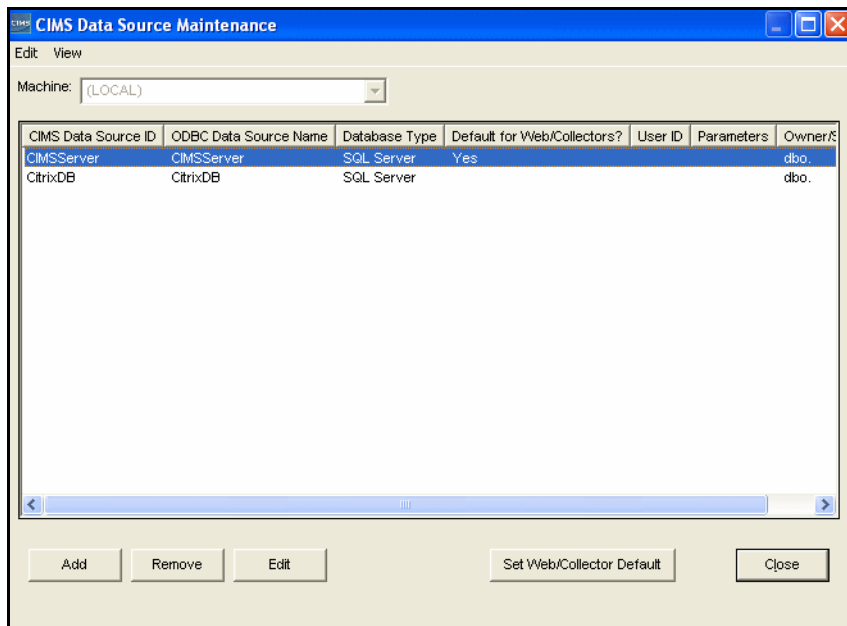 CIMS CIMS Data Source Maintenance
Edit View
Machine: (LOCAL)
CIMS Data Source ID ODBC Data Source Name Database Type Default for Web/Collectors? User ID Parameters Owner/S
CIMSServer CIMSServer SQL Server Yes dbo.
CitrixDB CitrixDB SQL Server dbo.
Add Remove Edit Set Web/Collector Default Close